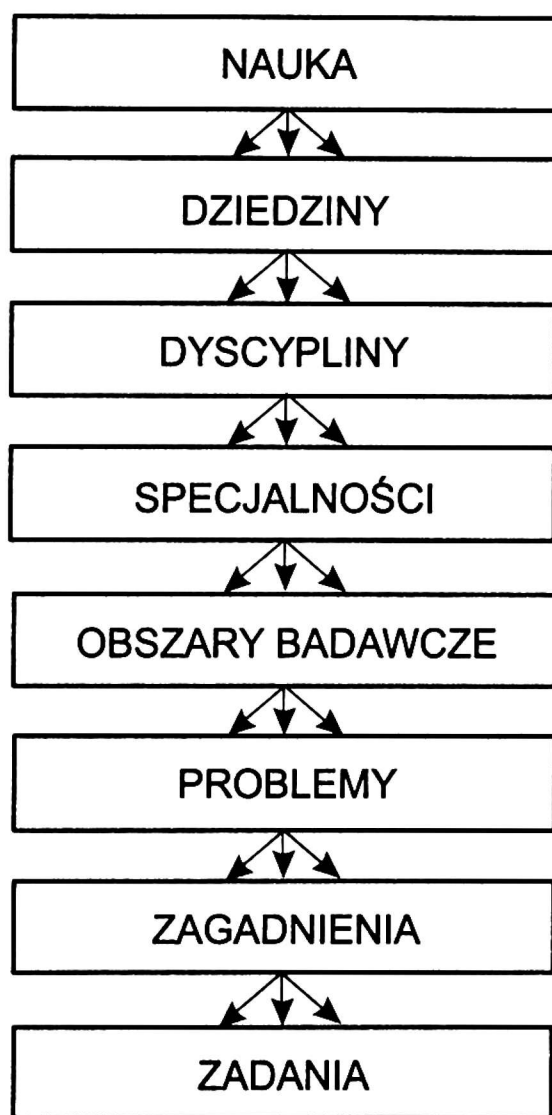 NAUKA
DZIEDZINY
DYSCYPLINY
SPECJALNOŚCI
OBSZARY BADAWCZE
PROBLEMY
ZAGADNIENIA
ZADANIA